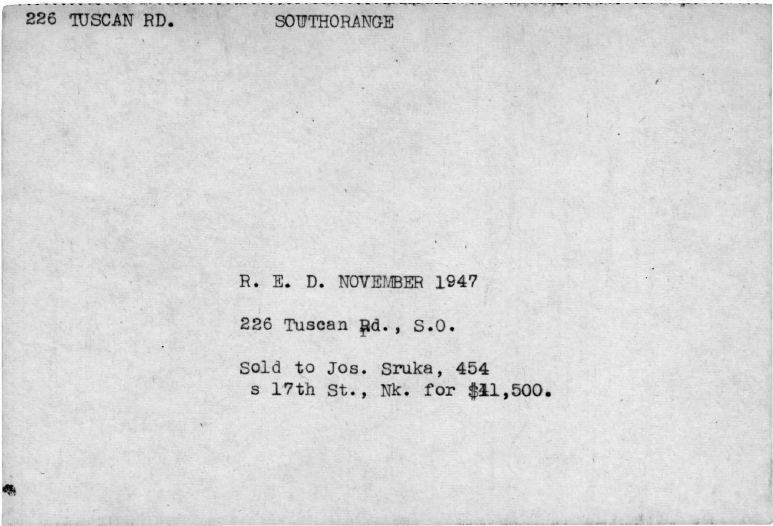 226 TUSCAN RD. SOUTHORANGE
R. E. D. NOVEMBER 1947
226 Tuscan Rd., S.O.
Sold to Jos. Sruka, 454
s 17th St., Nk. for $11,500.